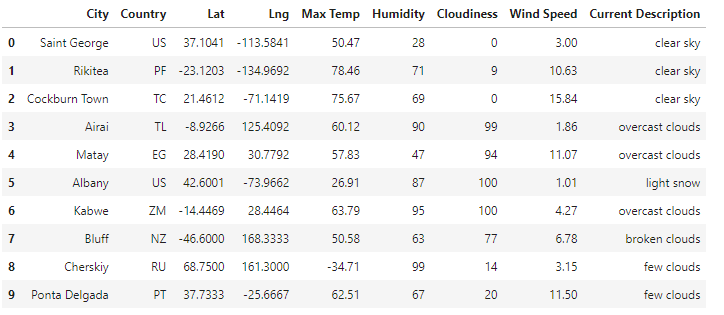 City Country Lat Lng Max Temp Humidity Cloudiness Wind Speed Current Description
0 Saint George US 37.1041 -113.5841 50.47 28 0 3.00 clear sky
1 Rikitea PF -23.1203 -134.9692 78.46 71 9 10.63 clear sky
2 Cockburn Town TC 21.4612 -71.1419 75.67 69 0 15.84 clear sky
3 Airai TL -8.9266 125.4092 60.12 90 99 1.86 overcast clouds
4 Matay EG 28.4190 30.7792 57.83 47 94 11.07 overcast clouds
5 Albany US 42.6001 -73.9662 26.91 87 100 1.01 light snow
6 Kabwe ZM -14.4469 28.4464 63.79 95 100 4.27 overcast clouds
7 Bluff NZ -46.6000 168.3333 50.58 63 77 6.78 broken clouds
8 Cherskiy RU 68.7500 161.3000 -34.71 99 14 3.15 few clouds
9 Ponta Delgada PT 37.7333 -25.6667 62.51 67 20 11.50 few clouds